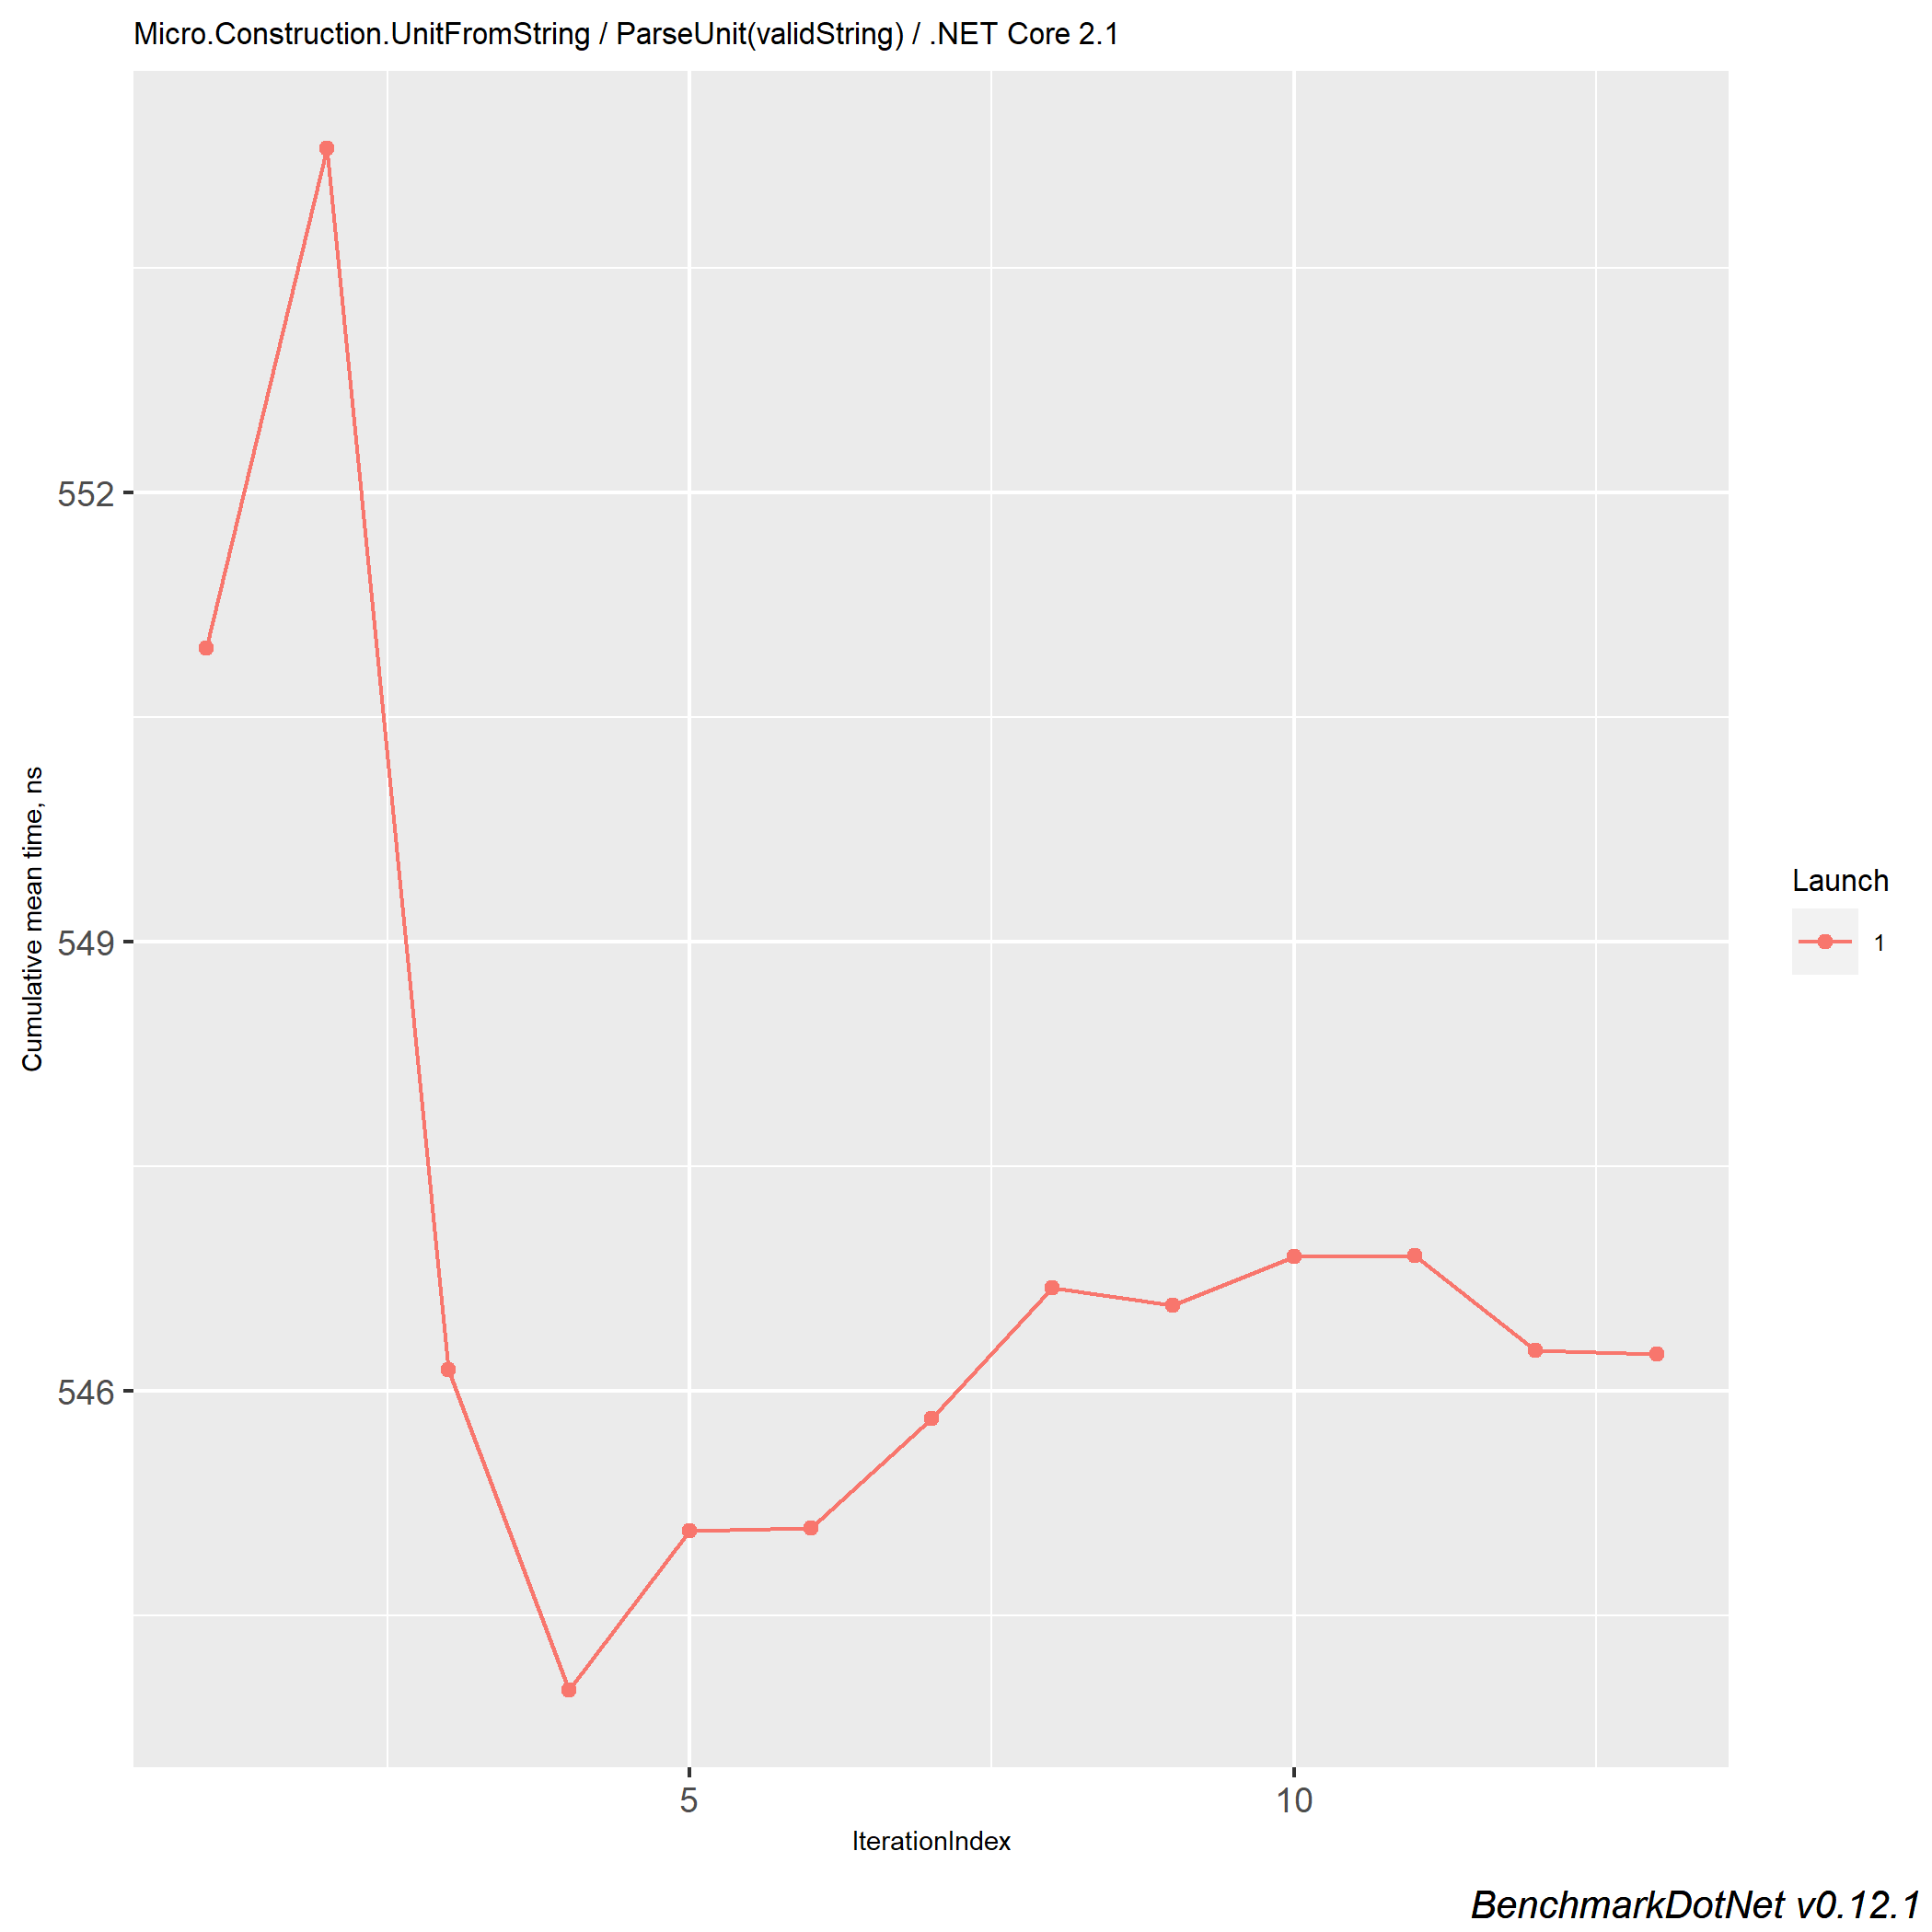 Micro.Construction.UnitFromString / ParseUnit(validString) / .NET Core 2.1
552
549
546
Cumulative mean time, ns
5
10
IterationIndex
Launch
1
BenchmarkDotNet v0.12.1